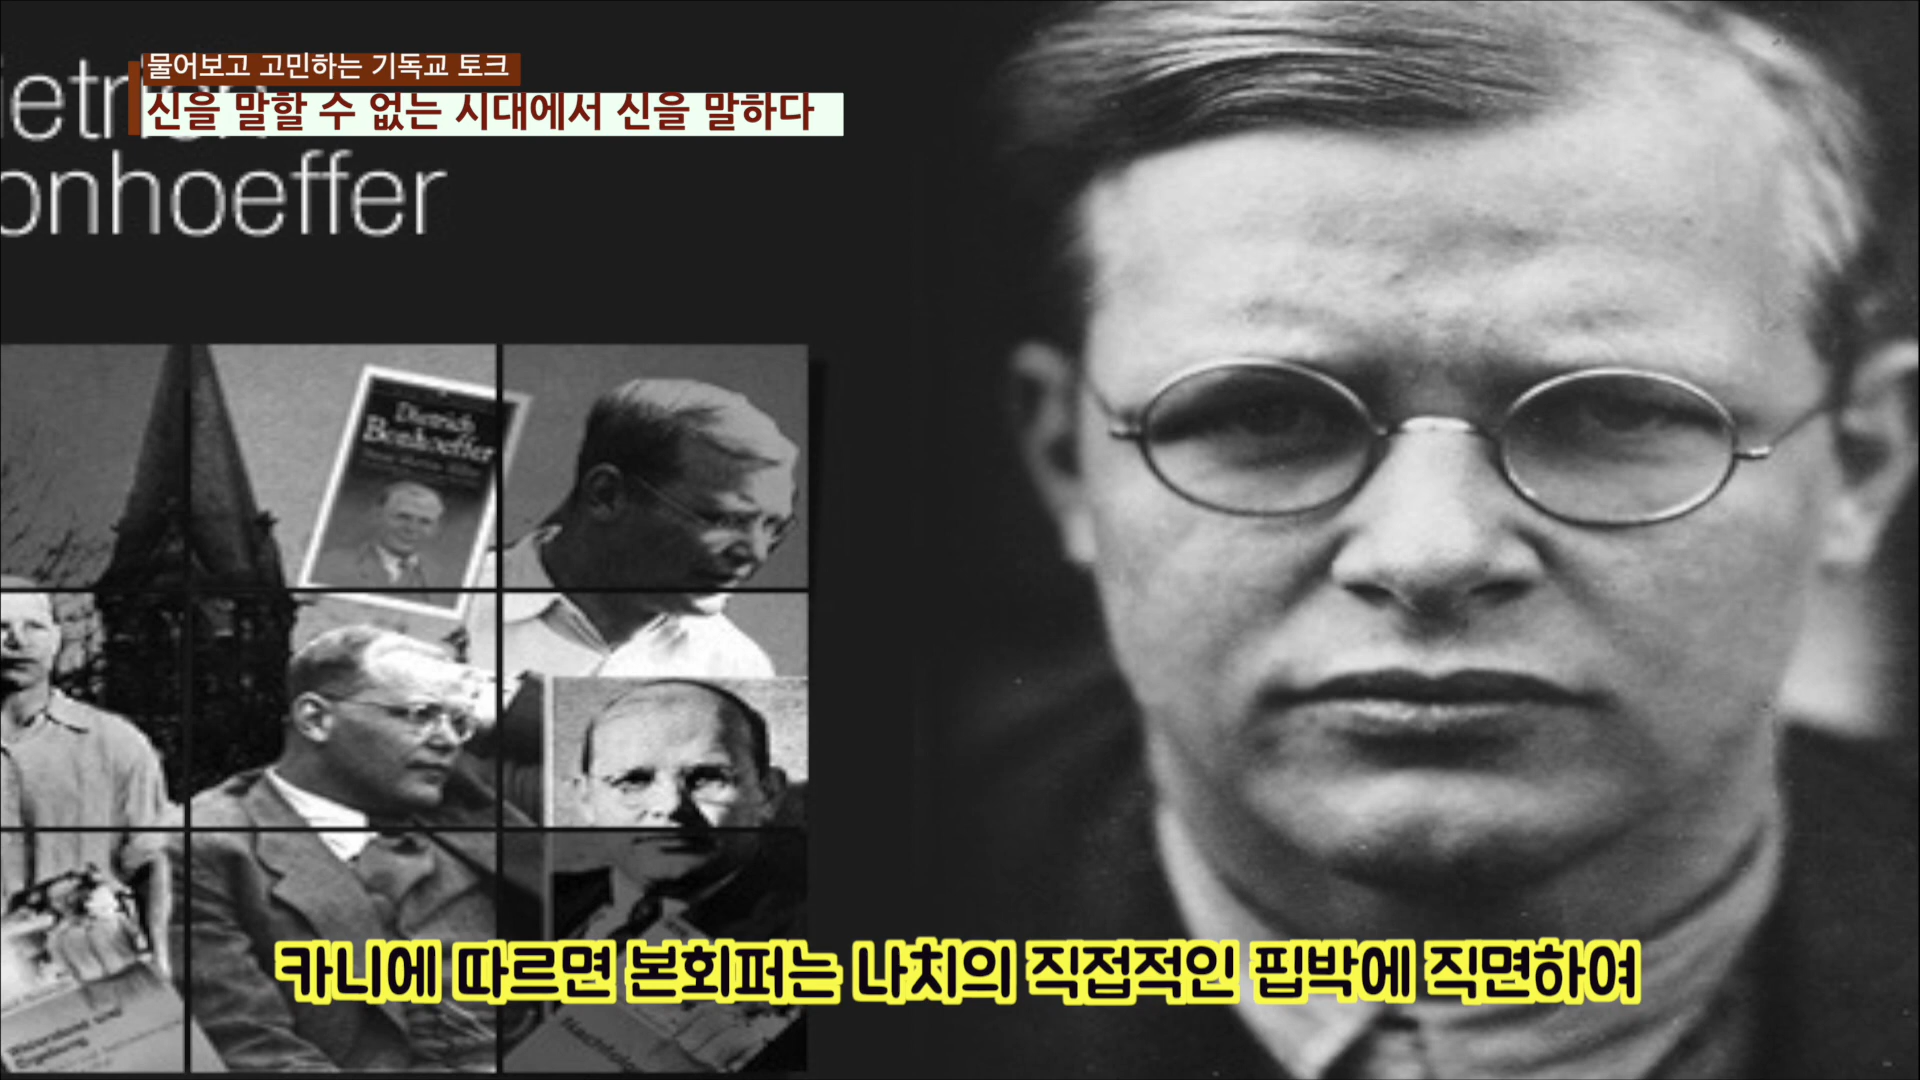 물어보고 고민하는 기독교 토크
신을 말할 수 없는 시대에서 신을 말하다
onhoeffer
Dietrich
Bonhoeffer
카니에 따르면 본회퍼는 나치의 직접적인 핍박에 직면하여